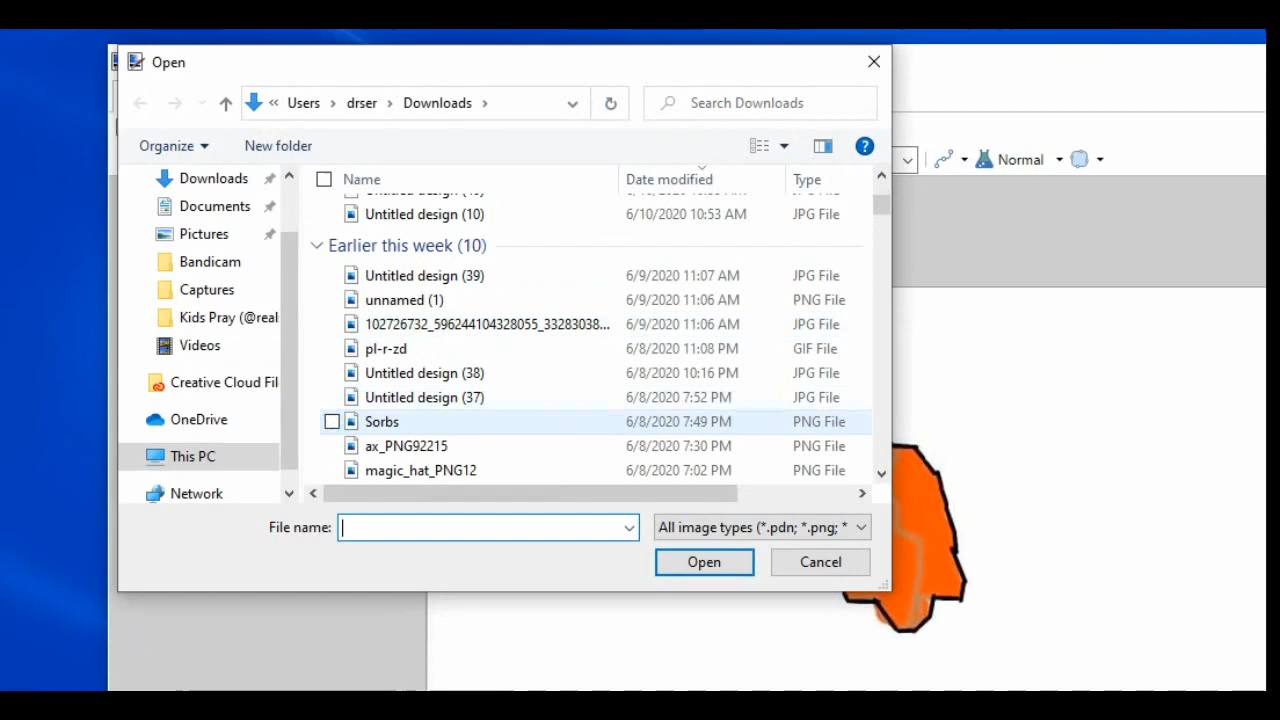 Open
« Users › drser › Downloads ›
Search Downloads
Organize
New folder
Normal
Downloads
Documents
Pictures
Bandicam
Captures
Kids Pray (@real
Videos
Creative Cloud Fil
OneDrive
This PC
Network
Name Date modified Type
Untitled design (10) 6/10/2020 10:53 AM JPG File
Earlier this week (10)
Untitled design (39) 6/9/2020 11:07 AM JPG File
unnamed (1) 6/9/2020 11:06 AM PNG File
102726732_596244104328055_33283038... 6/9/2020 11:06 AM JPG File
pl-r-zd 6/8/2020 11:08 PM GIF File
Untitled design (38) 6/8/2020 10:16 PM JPG File
Untitled design (37) 6/8/2020 7:52 PM JPG File
Sorbs 6/8/2020 7:49 PM PNG File
ax_PNG92215 6/8/2020 7:30 PM PNG File
magic_hat_PNG12 6/8/2020 7:02 PM PNG File
File name:
All image types (*.pdn; *.png; *
Open
Cancel